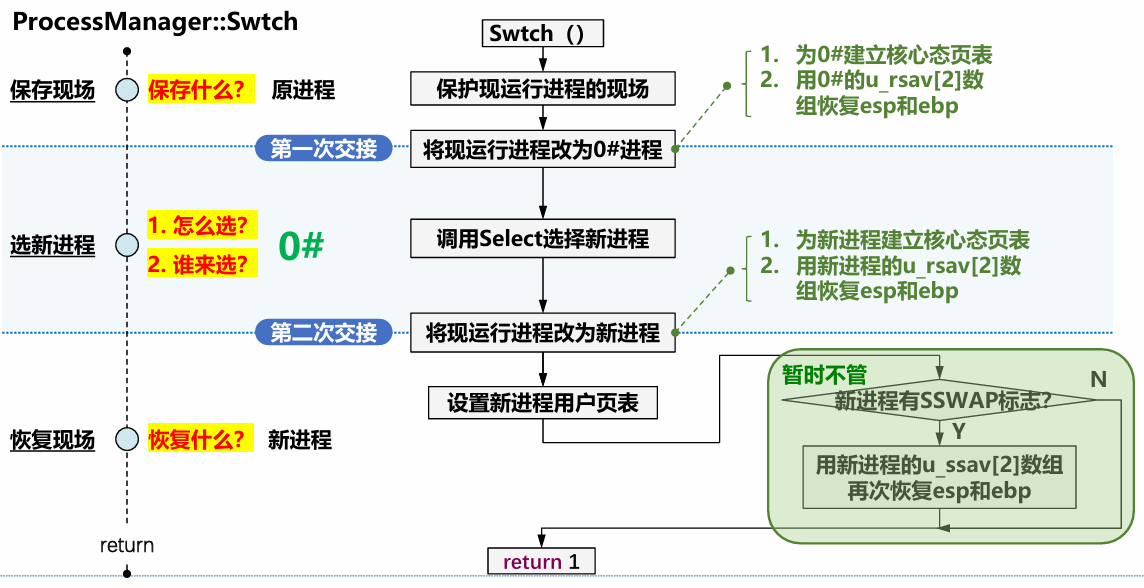 ProcessManager::Swtch
Swtch（）
保存现场
保存什么?
原进程
保护现运行进程的现场
1. 为0#建立核心态页表
2. 用0#的u_rsav[2]数
组恢复esp和ebp
第一次交接
将现运行进程改为0#进程
选新进程
1. 怎么选?
2. 谁来选?
0#
调用Select选择新进程
1. 为新进程建立核心态页表
2. 用新进程的u_rsav[2]数
组恢复esp和ebp
第二次交接
将现运行进程改为新进程
设置新进程用户页表
暂时不管
N
新进程有SSWAP标志?
Y
用新进程的u_ssav[2]数组
再次恢复esp和ebp
恢复现场
恢复什么?
新进程
return
return 1